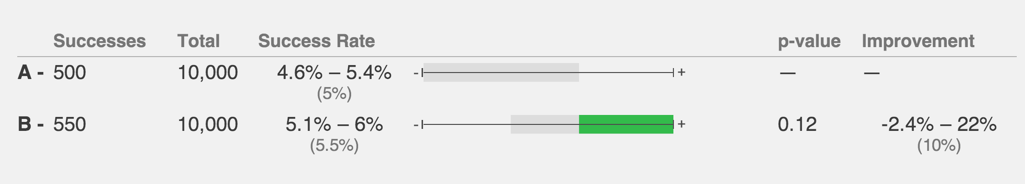 Successes Total Success Rate p-value Improvement
A - 500 10,000 4.6% – 5.4% - + — —
(5%)
B - 550 10,000 5.1% – 6% - + 0.12 -2.4% – 22%
(5.5%) (10%)